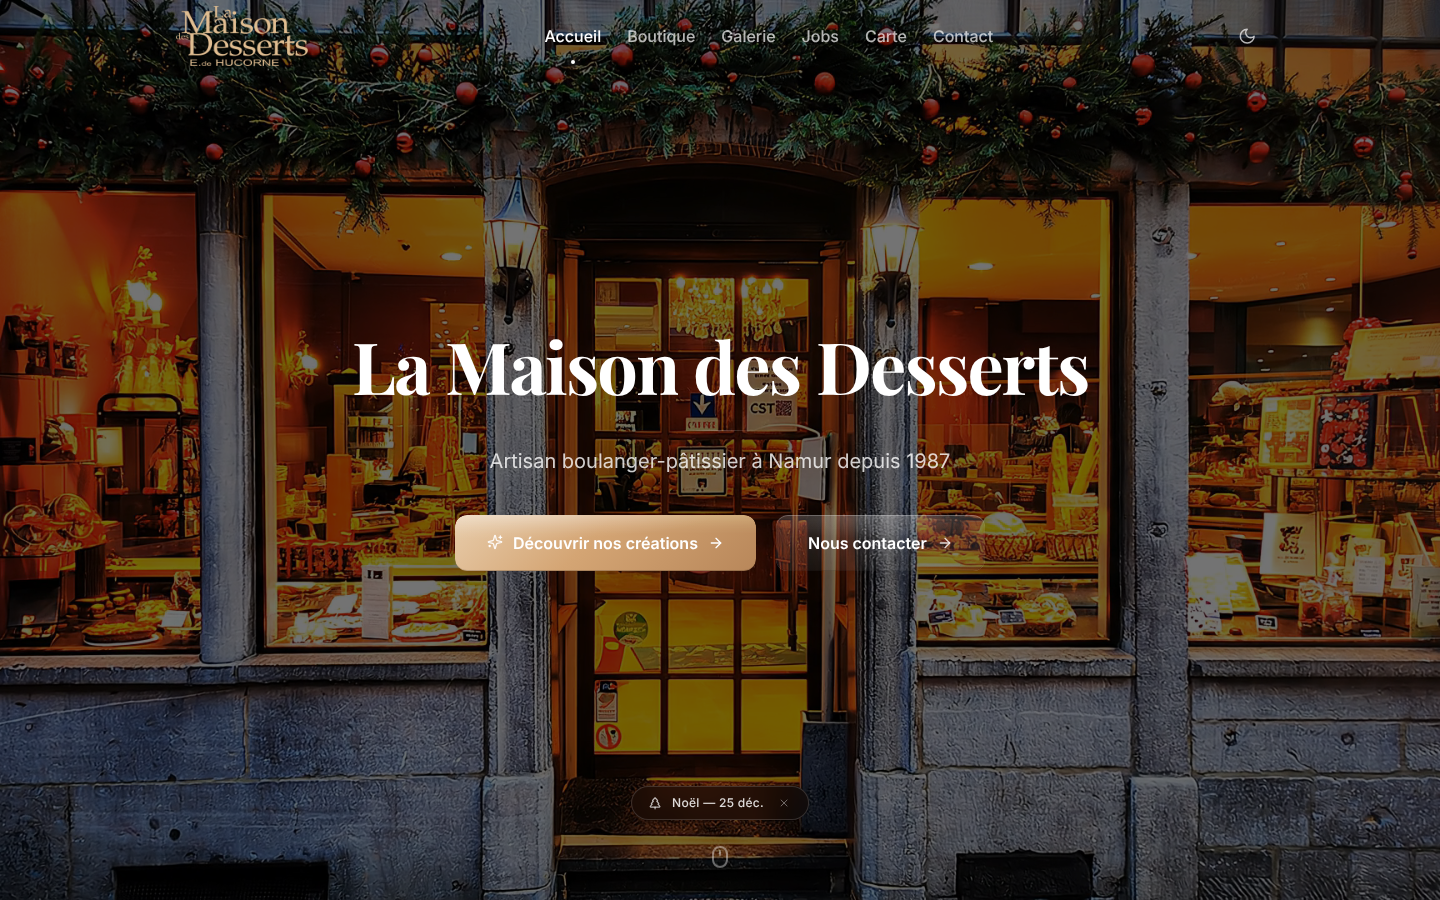 La
Maison
des Desserts
E.de HUCORNE
Accueil
Boutique
Galerie
Jobs
Carte
Contact
La Maison des Desserts
CST
Artisan boulanger-pâtissier à Namur depuis 1987
Découvrir nos créations →
Nous contacter →
Noël — 25 déc. ×